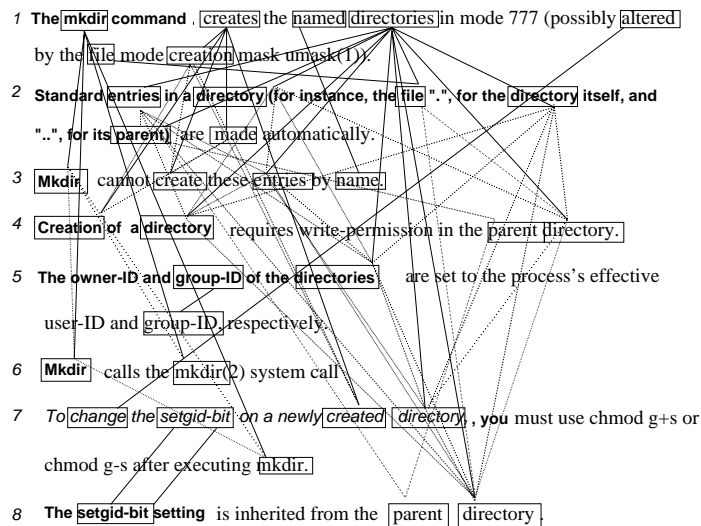 1 The mkdir command , creates the named directories in mode 777 (possibly altered
by the file mode creation mask umask(1)).
2 Standard entries in a directory (for instance, the file ".", for the directory itself, and
"..", for its parent) are made automatically.
3 Mkdir cannot create these entries by name.
4 Creation of a directory requires write-permission in the parent directory.
5 The owner-ID and group-ID of the directories are set to the process's effective
user-ID and group-ID, respectively.
6 Mkdir calls the mkdir(2) system call
7 To change the setgid-bit on a newly created directory, , you must use chmod g+s or
chmod g-s after executing mkdir.
8 The setgid-bit setting is inherited from the parent directory.